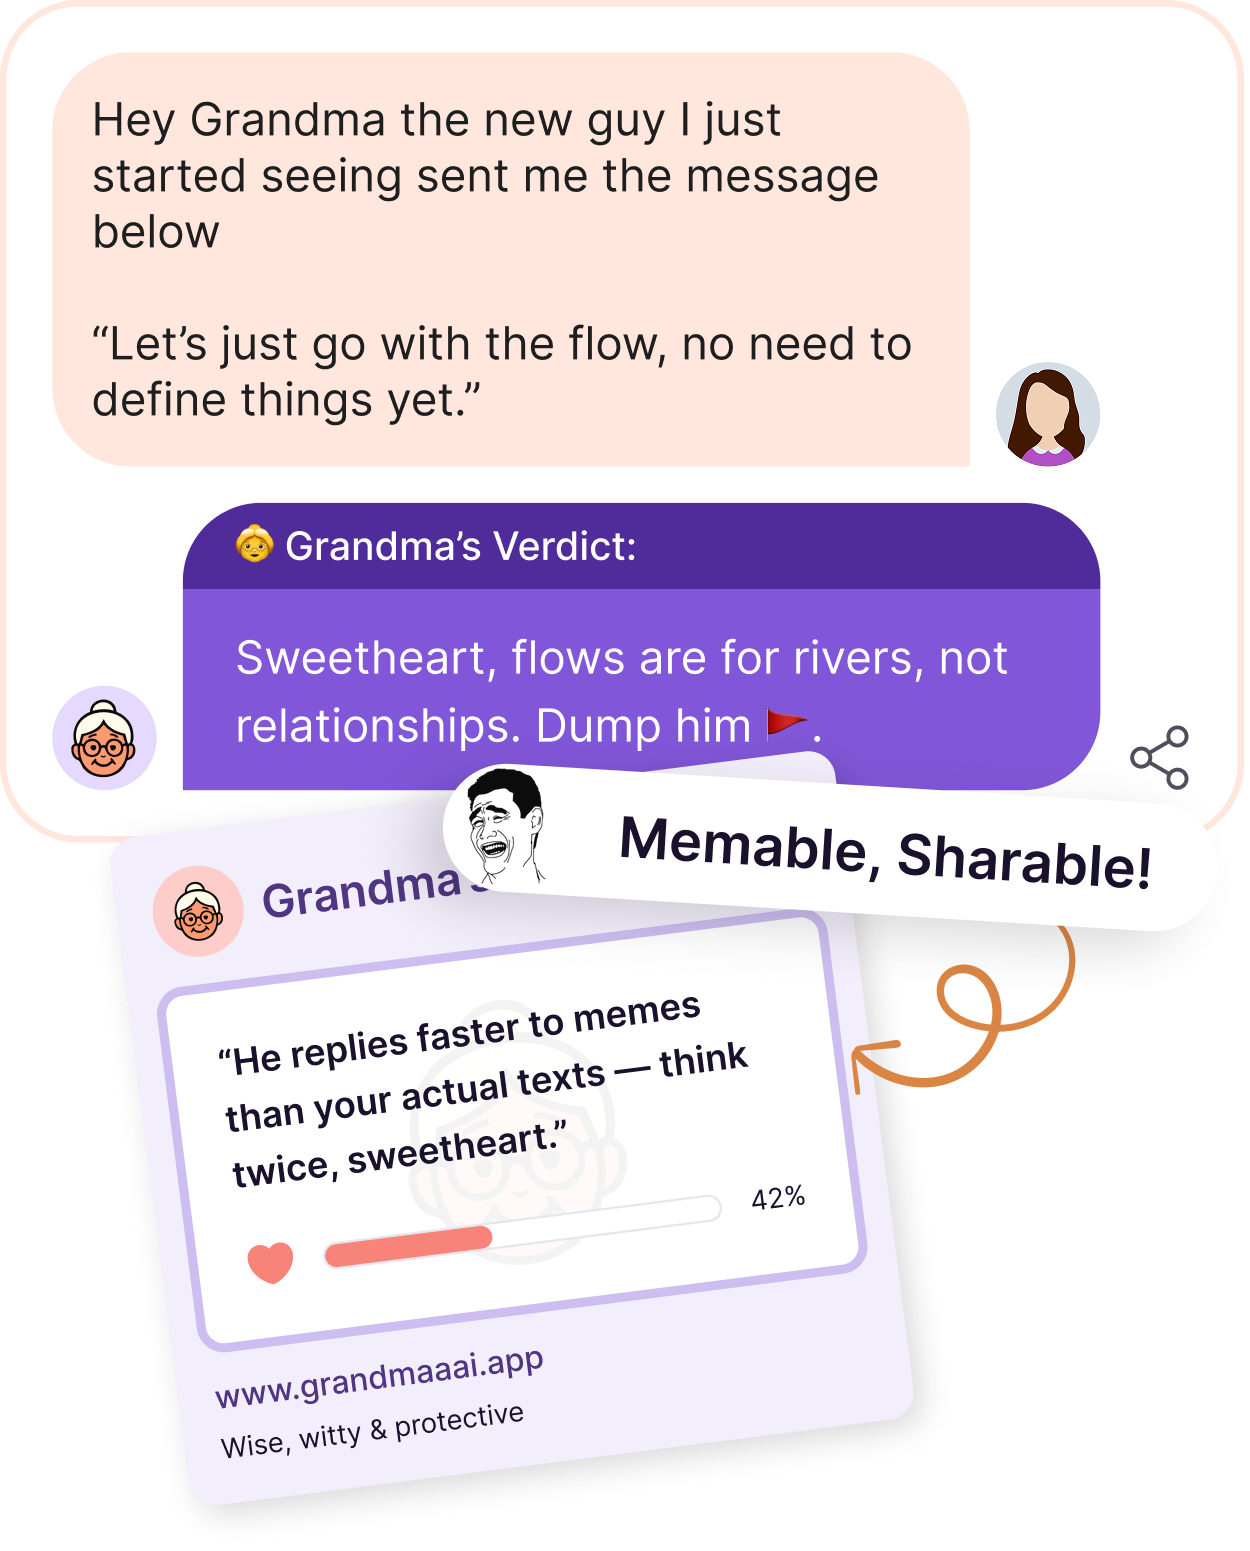 Hey Grandma the new guy I just
started seeing sent me the message
below
“Let’s just go with the flow, no need to
define things yet.”
👵 Grandma’s Verdict:
Sweetheart, flows are for rivers, not
relationships. Dump him 🚩.
Memable, Sharable!
Grandma’s
“He replies faster to memes
than your actual texts — think
twice, sweetheart.”
42%
www.grandmaaai.app
Wise, witty & protective